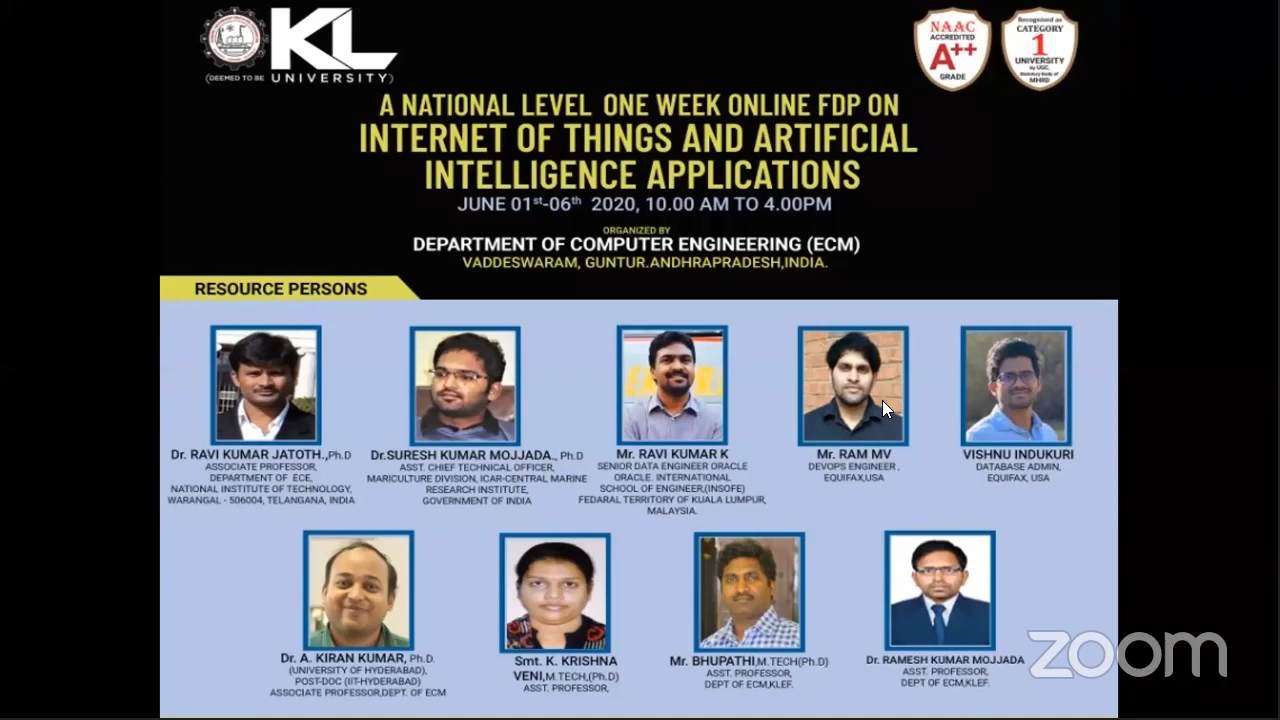 KL
(DEEMED TO BE UNIVERSITY)
NAAC
ACCREDITED
A++
GRADE
Recognised as
CATEGORY
1
UNIVERSITY
by UGC.
Statutory Body of
MHRD
A NATIONAL LEVEL ONE WEEK ONLINE FDP ON
INTERNET OF THINGS AND ARTIFICIAL
INTELLIGENCE APPLICATIONS
JUNE 01st-06th 2020, 10.00 AM TO 4.00PM
ORGANIZED BY
DEPARTMENT OF COMPUTER ENGINEERING (ECM)
VADDESWARAM, GUNTUR.ANDHRAPRADESH,INDIA.
RESOURCE PERSONS
Dr. RAVI KUMAR JATOTH.,Ph.D
ASSOCIATE PROFESSOR,
DEPARTMENT OF ECE,
NATIONAL INSTITUTE OF TECHNOLOGY,
WARANGAL - 506004, TELANGANA, INDIA
Dr.SURESH KUMAR MOJJADA., Ph.D
ASST. CHIEF TECHNICAL OFFICER,
MARICULTURE DIVISION, ICAR-CENTRAL MARINE
RESEARCH INSTITUTE,
GOVERNMENT OF INDIA
Mr. RAVI KUMAR K
SENIOR DATA ENGINEER ORACLE
ORACLE. INTERNATIONAL
SCHOOL OF ENGINEER,(INSOFE)
FEDARAL TERRITORY OF KUALA LUMPUR,
MALAYSIA.
Mr. RAM MV
DEVOPS ENGINEER .
EQUIFAX,USA
VISHNU INDUKURI
DATABASE ADMIN,
EQUIFAX, USA
Dr. A. KIRAN KUMAR, Ph.D.
(UNIVERSITY OF HYDERABAD),
POST-DOC (IIT-HYDERABAD)
ASSOCIATE PROFESSOR,DEPT. OF ECM
Smt. K. KRISHNA
VENI,M.TECH,(Ph.D)
ASST. PROFESSOR,
Mr. BHUPATHI,M.TECH(Ph.D)
ASST. PROFESSOR,
DEPT OF ECM,KLEF.
Dr. RAMESH KUMAR MOJJADA
ASST. PROFESSOR,
DEPT OF ECM,KLEF.
zoom